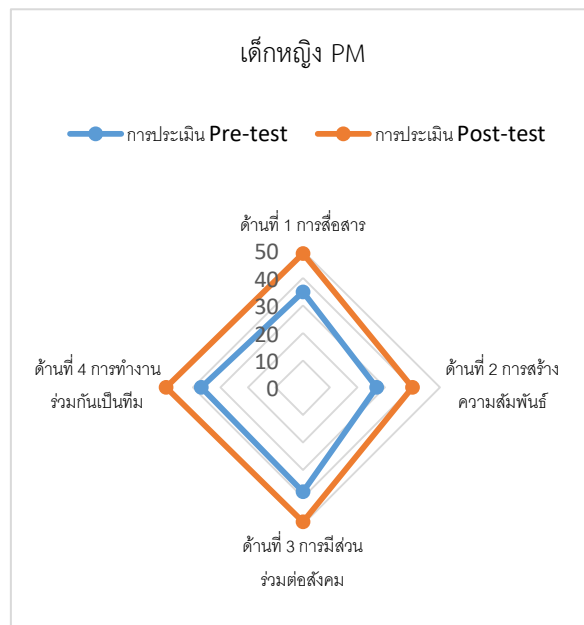 เด็กหญิง PM
การประเมิน Pre-test
การประเมิน Post-test
ด้านที่ 1 การสื่อสาร
50
40
30
20
10
0
ด้านที่ 2 การสร้าง
ความสัมพันธ์
ด้านที่ 4 การทำงาน
ร่วมกันเป็นทีม
ด้านที่ 3 การมีส่วน
ร่วมต่อสังคม